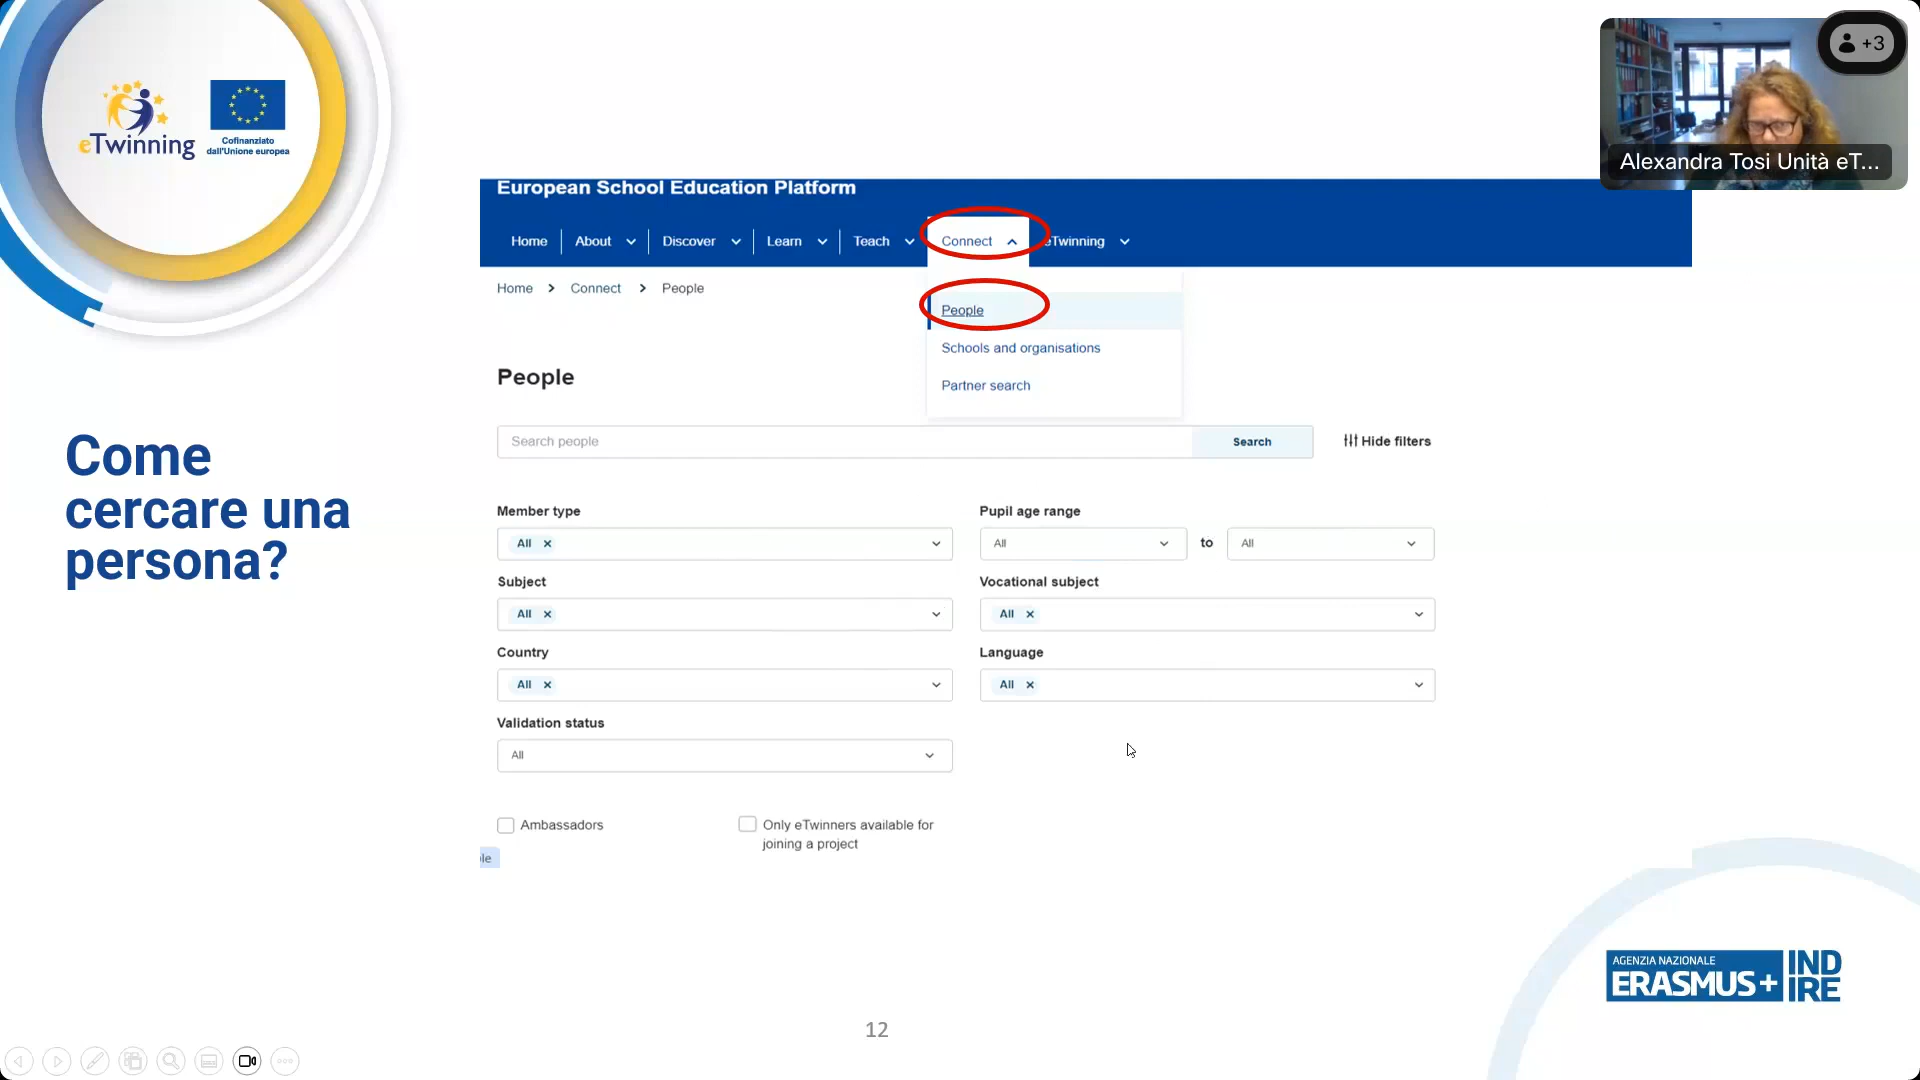 eTwinning
Cofinanziato
dall'Unione europea
+3
Alexandra Tosi Unità eT...
Come
cercare una
persona?
European School Education Platform
Home About Discover Learn Teach Connect eTwinning
Home > Connect > People
People
Schools and organisations
Partner search
People
Search people Search Hide filters
Member type Pupil age range
All × All to All
Subject Vocational subject
All × All ×
Country Language
All × All ×
Validation status
All
Ambassadors Only eTwinners available for
joining a project
AGENZIA NAZIONALE
ERASMUS+
IND
IRE
12